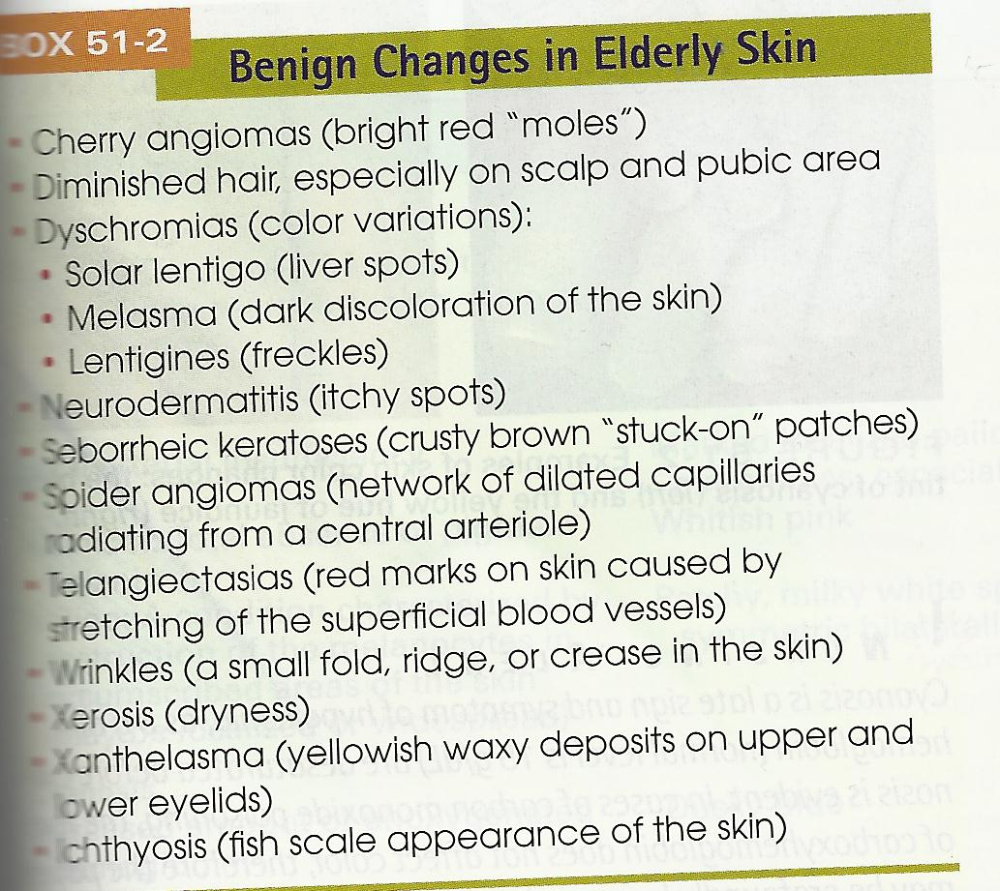 BOX 51-2
Benign Changes in Elderly Skin
• Cherry angiomas (bright red “moles”)
• Diminished hair, especially on scalp and pubic area
• Dyschromias (color variations):
• Solar lentigo (liver spots)
• Melasma (dark discoloration of the skin)
• Lentigines (freckles)
• Neurodermatitis (itchy spots)
• Seborrheic keratoses (crusty brown “stuck-on” patches)
• Spider angiomas (network of dilated capillaries
radiating from a central arteriole)
• Telangiectasias (red marks on skin caused by
stretching of the superficial blood vessels)
• Wrinkles (a small fold, ridge, or crease in the skin)
• Xerosis (dryness)
• Xanthelasma (yellowish waxy deposits on upper and
lower eyelids)
• Ichthyosis (fish scale appearance of the skin)